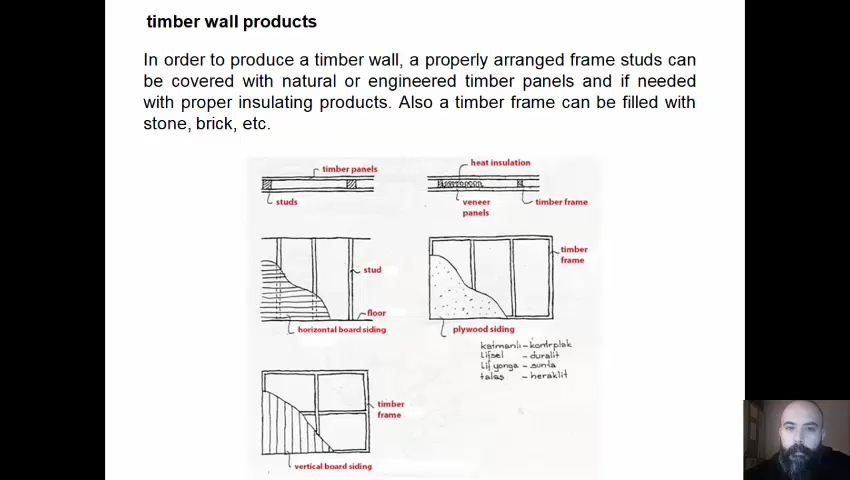 timber wall products
In order to produce a timber wall, a properly arranged frame studs can
be covered with natural or engineered timber panels and if needed
with proper insulating products. Also a timber frame can be filled with
stone, brick, etc.
timber panels
studs
heat insulation
veneer
panels
timber frame
stud
floor
horizontal board siding
timber
frame
plywood siding
katmanlı - kontrplak
lifsel - duralit
lif yonga - sunta
talaş - heraklit
timber
frame
vertical board siding